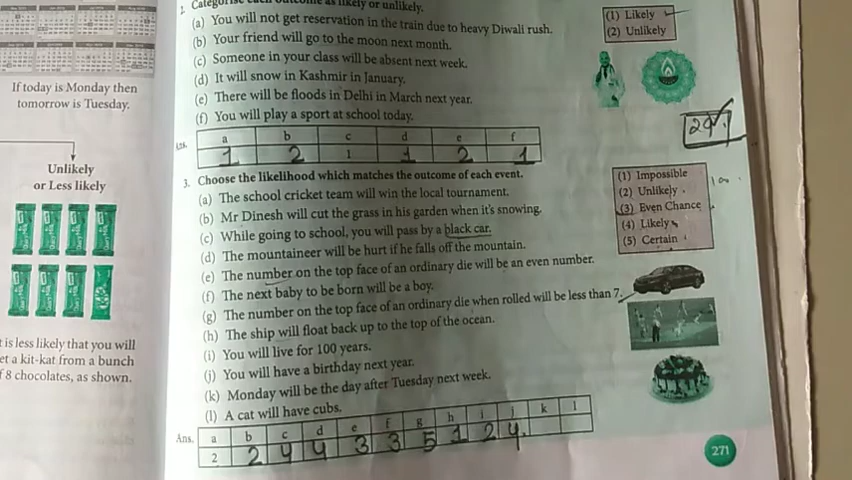 2. Categorise each outcome as likely or unlikely.
(a) You will not get reservation in the train due to heavy Diwali rush.
(b) Your friend will go to the moon next month.
(c) Someone in your class will be absent next week.
(d) It will snow in Kashmir in January.
(e) There will be floods in Delhi in March next year.
(f) You will play a sport at school today.
(1) Likely
(2) Unlikely
Ans. a b c d e f
1 2 1 1 2 1
If today is Monday then
tomorrow is Tuesday.
Unlikely
or Less likely
t is less likely that you will
et a kit-kat from a bunch
f 8 chocolates, as shown.
3. Choose the likelihood which matches the outcome of each event.
(a) The school cricket team will win the local tournament.
(b) Mr Dinesh will cut the grass in his garden when it's snowing.
(c) While going to school, you will pass by a black car.
(d) The mountaineer will be hurt if he falls off the mountain.
(e) The number on the top face of an ordinary die will be an even number.
(f) The next baby to be born will be a boy.
(g) The number on the top face of an ordinary die when rolled will be less than 7.
(h) The ship will float back up to the top of the ocean.
(i) You will live for 100 years.
(j) You will have a birthday next year.
(k) Monday will be the day after Tuesday next week.
(l) A cat will have cubs.
(1) Impossible
(2) Unlikely
(3) Even Chance
(4) Likely
(5) Certain
Ans. a b c d e f g h i j k l
2 2 4 4 3 3 5 1 2 4.
271